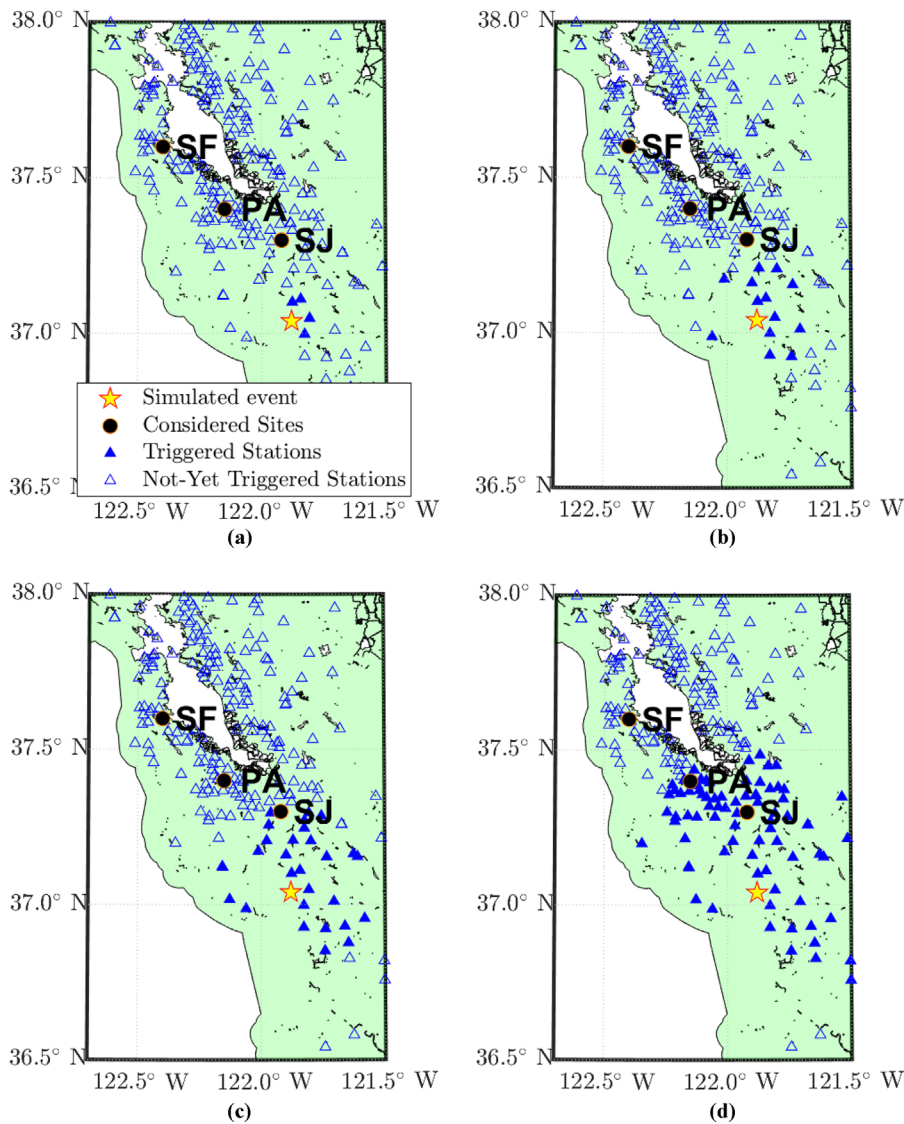 38.0° N
38.0° N
SF
SF
37.5° N
37.5° N
PA
PA
SJ
SJ
37.0° N
37.0° N
Simulated event
Considered Sites
Triggered Stations
Not-Yet Triggered Stations
36.5° N
36.5° N
122.5° W 122.0° W 121.5° W
122.5° W 122.0° W 121.5° W
(a)
(b)
38.0° N
38.0° N
SF
SF
37.5° N
37.5° N
PA
PA
SJ
SJ
37.0° N
37.0° N
36.5° N
36.5° N
122.5° W 122.0° W 121.5° W
122.5° W 122.0° W 121.5° W
(c)
(d)